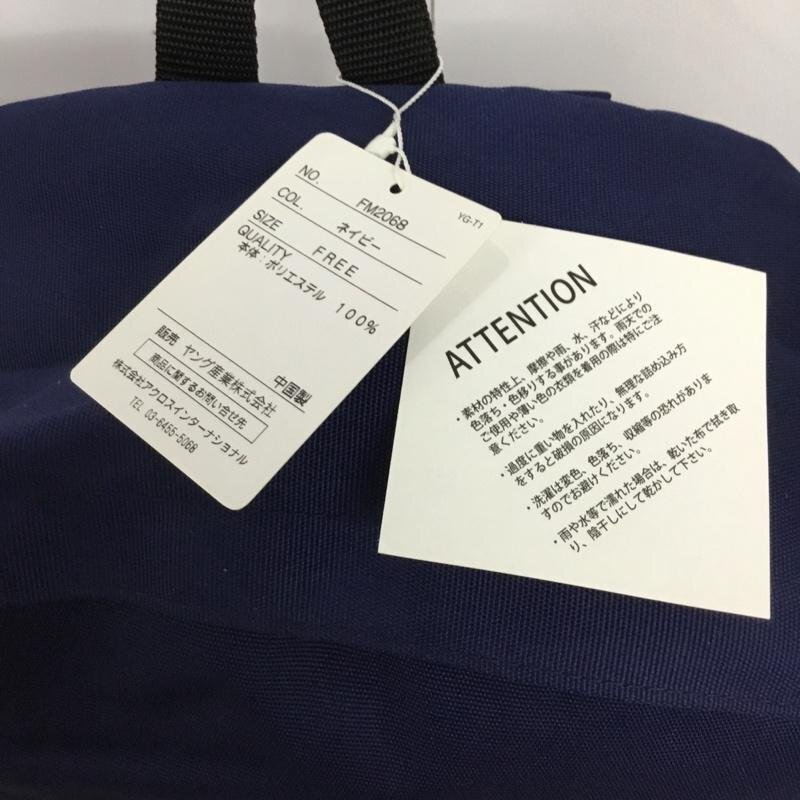 NO. FM2068
COL. ネイビー
SIZE FREE
QUALITY
本体：ポリエステル 100%
中国製
販売 ヤング産業株式会社
商品に関するお問い合せ先
株式会社アクロスインターナショナル
TEL 03-6455-5068
YG-T1
ATTENTION
・素材の特性上、摩擦や雨、水、汗などにより
色落ち・色移りする事があります。雨天での
ご使用や薄い色の衣類を着用の際は特にご注
意ください。
・過度に重い物を入れたり、無理な詰め込み方
をすると破損の原因になります。
・洗濯は変色、色落ち、収縮等の恐れがありま
すのでお避けください。
・雨や水等で濡れた場合は、乾いた布で拭き取
り、陰干しにして乾かして下さい。